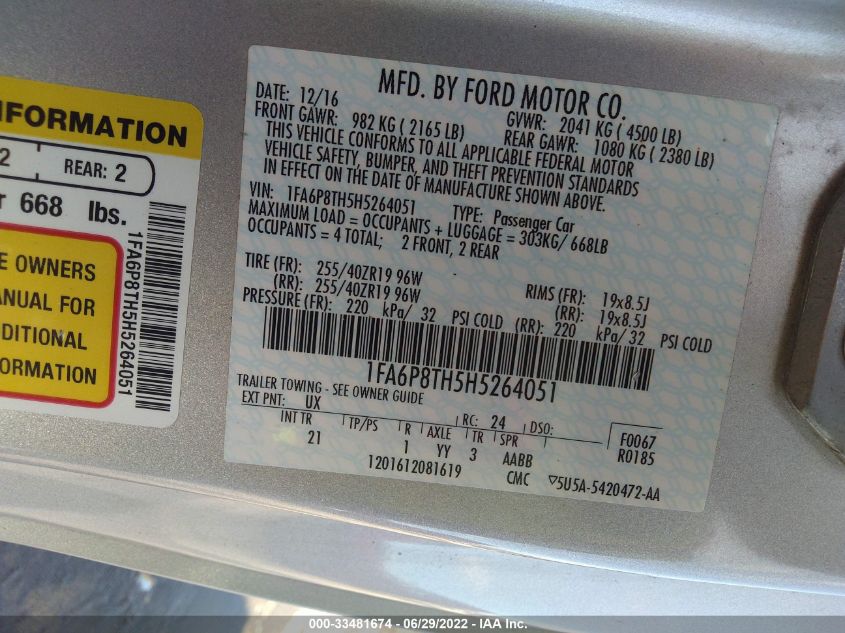 INFORMATION
2
REAR: 2
668 lbs.
OWNERS
MANUAL FOR
1FA6P8TH5H5264051
MFD. BY FORD MOTOR CO.
DATE: 12/16 GVWR: 2041 KG ( 4500 LB)
FRONT GAWR: 982 KG ( 2165 LB) REAR GAWR: 1080 KG ( 2380 LB)
THIS VEHICLE CONFORMS TO ALL APPLICABLE FEDERAL MOTOR
VEHICLE SAFETY, BUMPER, AND THEFT PREVENTION STANDARDS
IN EFFECT ON THE DATE OF MANUFACTURE SHOWN ABOVE.
VIN: 1FA6P8TH5H5264051 TYPE: Passenger Car
MAXIMUM LOAD = OCCUPANTS + LUGGAGE = 303KG/ 668LB
OCCUPANTS = 4 TOTAL; 2 FRONT, 2 REAR
TIRE (FR): 255/40ZR19 96W RIMS (FR): 19x8.5J
(RR): 255/40ZR19 96W (RR): 19x8.5J
PRESSURE (FR): 220 kPa/ 32 PSI COLD (RR): 220 kPa/ 32 PSI COLD
1FA6P8TH5H5264051
TRAILER TOWING - SEE OWNER GUIDE
EXT PNT: UX RC: 24 DSO:
INT TR TP/PS R AXLE TR SPR F0067
21 1 YY 3 AABB R0185
1201612081619 CMC ▽5U5A-5420472-AA
000-33481674 - 06/29/2022 - IAA Inc.